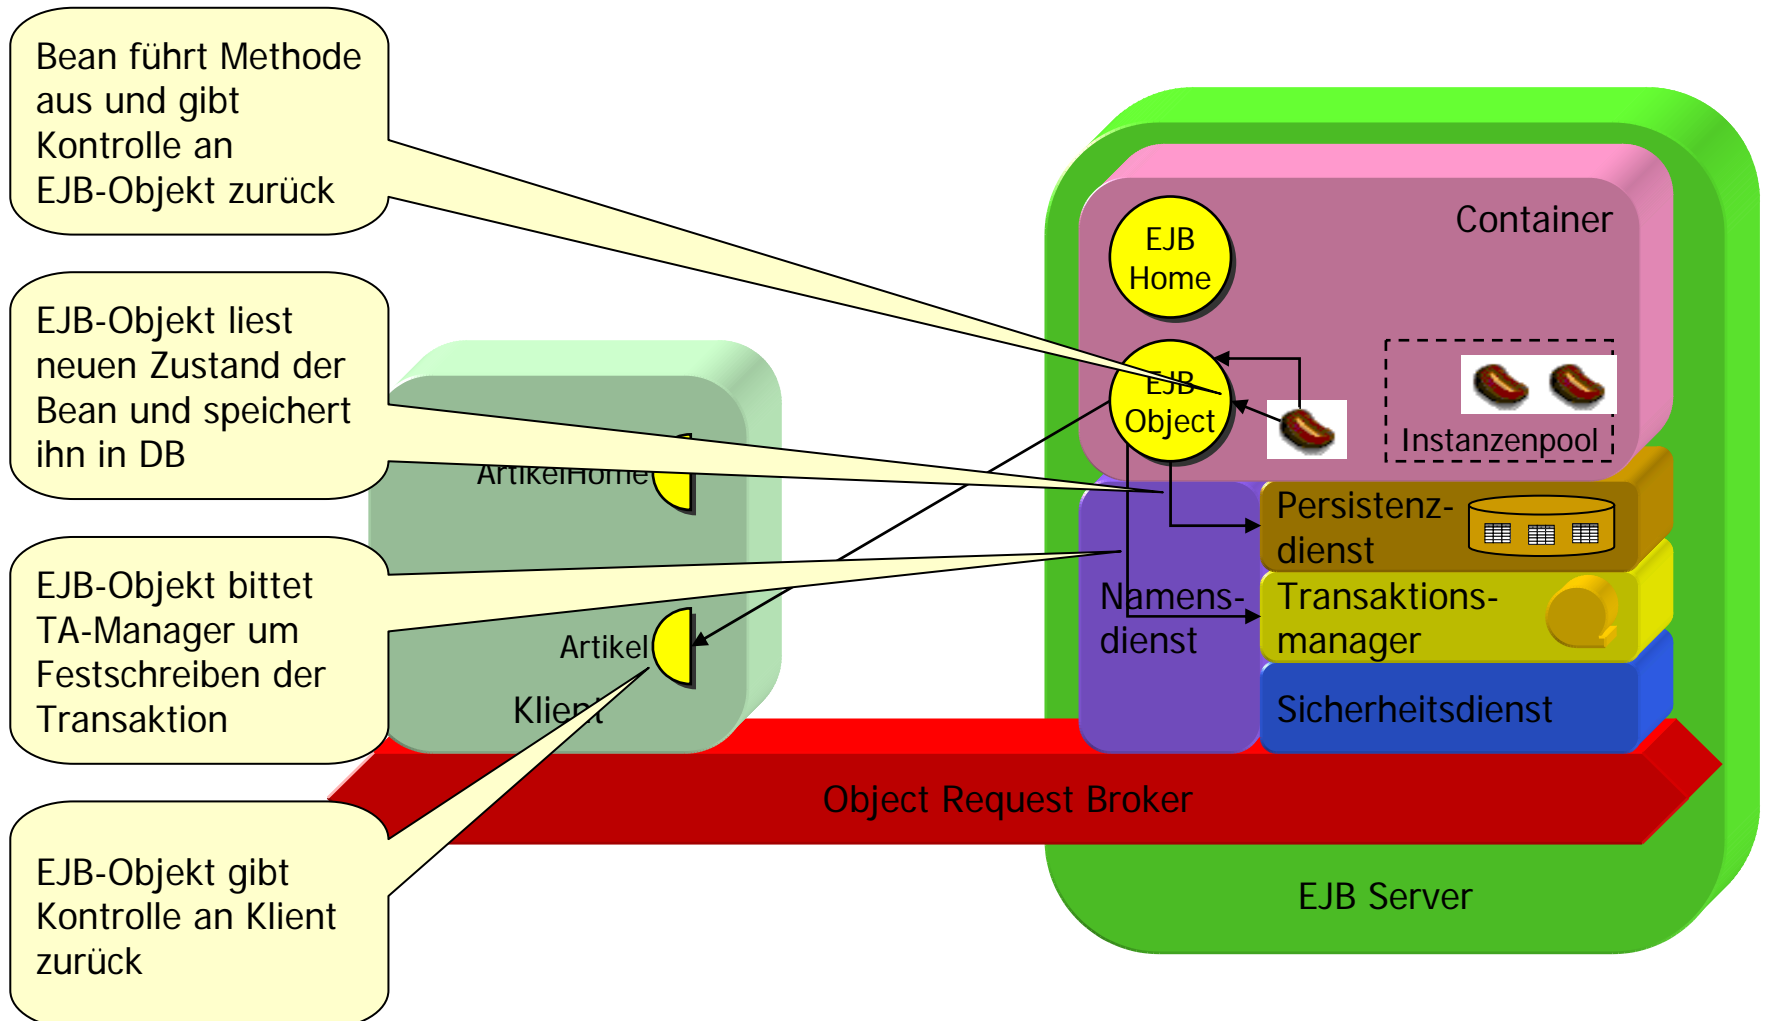 Bean führt Methode
aus und gibt
Kontrolle an
EJB-Objekt zurück
EJB-Objekt liest
neuen Zustand der
Bean und speichert
ihn in DB
EJB-Objekt bittet
TA-Manager um
Festschreiben der
Transaktion
EJB-Objekt gibt
Kontrolle an Klient
zurück
ArtikelHome
Artikel
Klient
Container
EJB
Home
EJB
Object
Instanzenpool
Persistenz-
dienst
Namens-
dienst
Transaktions-
manager
Sicherheitsdienst
Object Request Broker
EJB Server